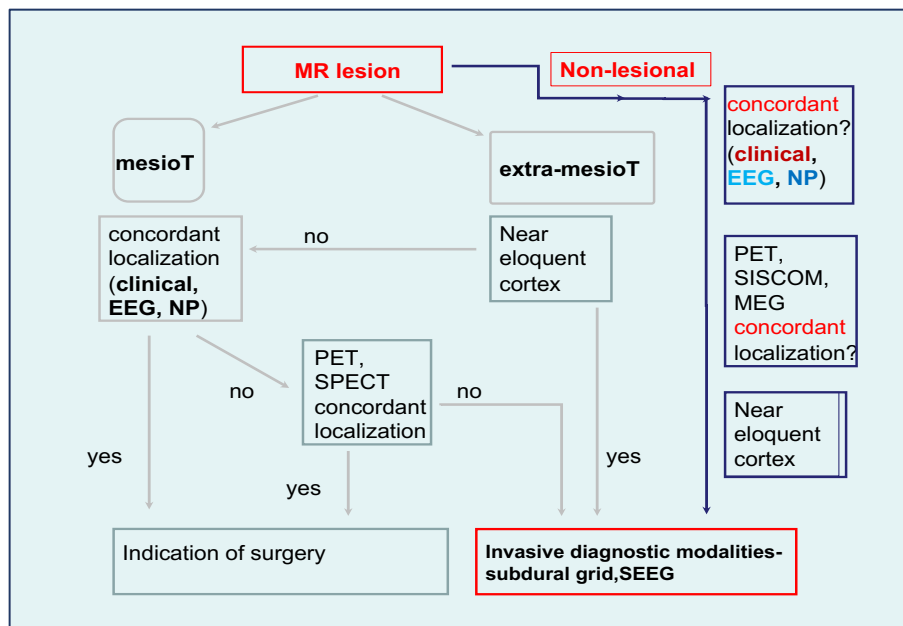 MR lesion
Non-lesional
mesioT
extra-mesioT
concordant
localization?
(clinical,
EEG, NP)
concordant
localization
(clinical,
EEG, NP)
no
Near
eloquent
cortex
PET,
SISCOM,
MEG
concordant
localization?
PET,
SPECT
concordant
localization
no
no
Near
eloquent
cortex
yes
yes
yes
Indication of surgery
Invasive diagnostic modalities-
subdural grid,SEEG